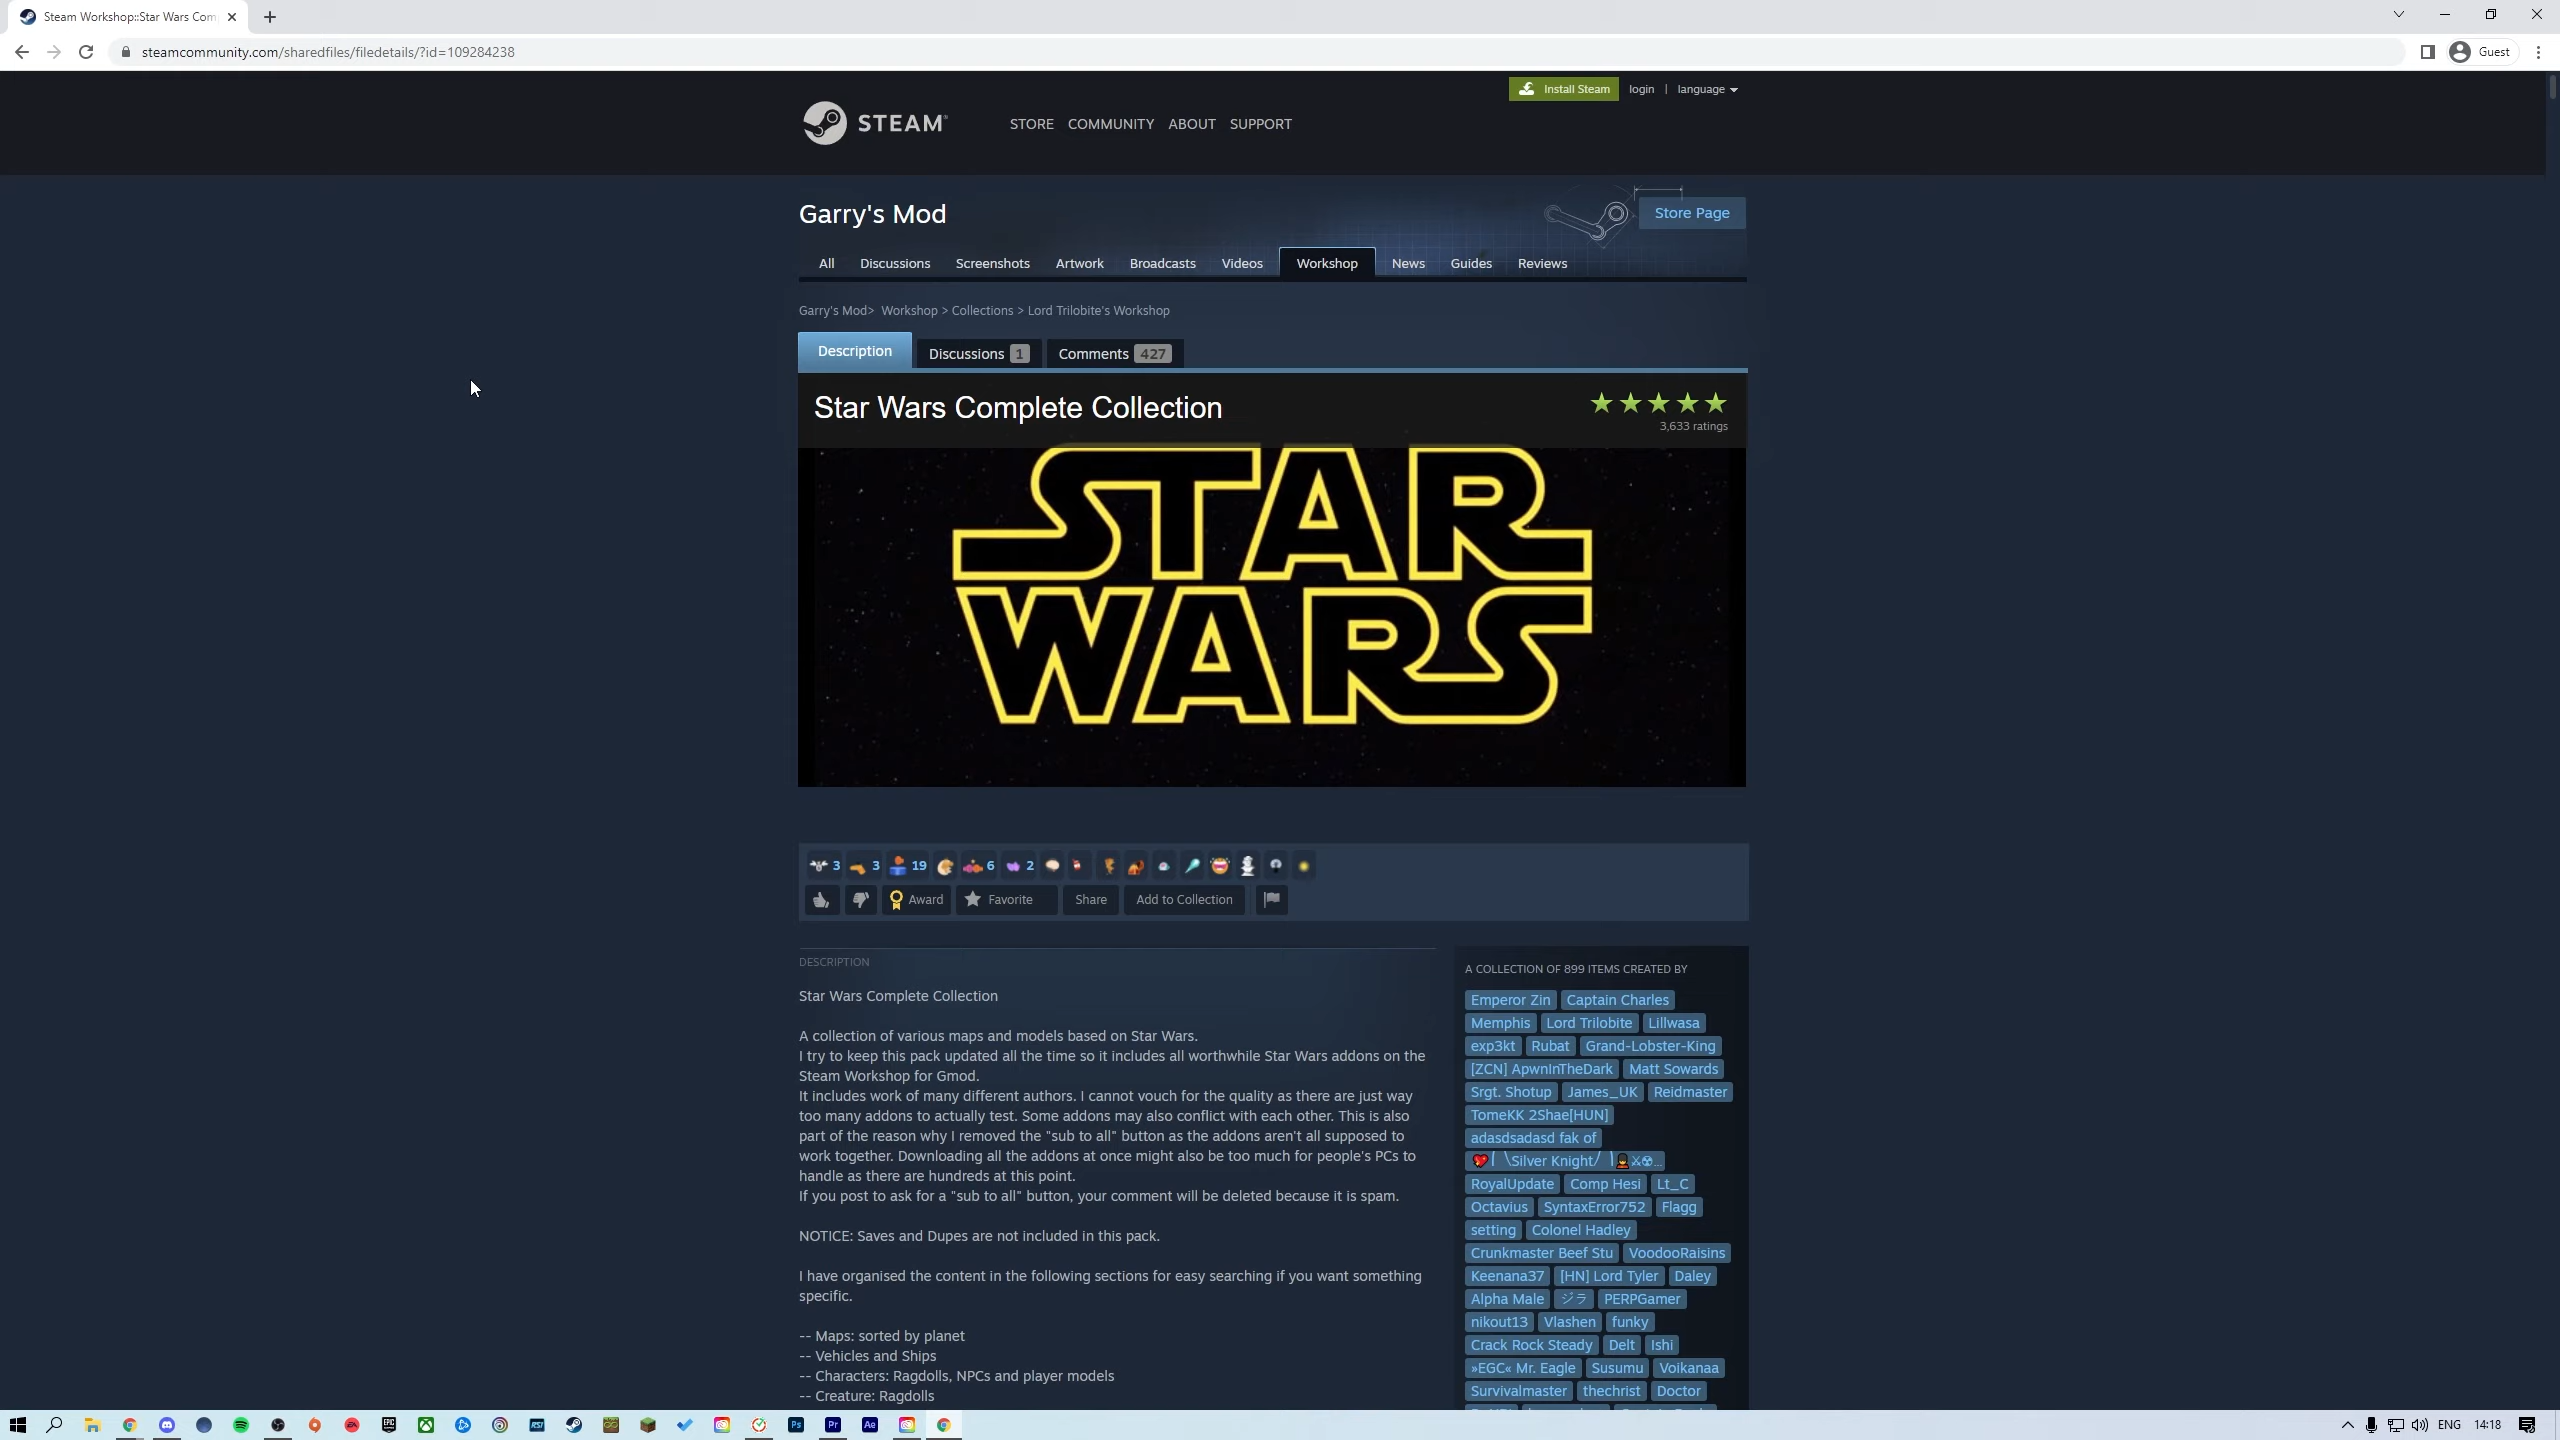 Steam Workshop::Star Wars Com
steamcommunity.com/sharedfiles/filedetails/?id=109284238
Guest
Install Steam
login | language
STEAM®
STORE COMMUNITY ABOUT SUPPORT
Garry's Mod
Store Page
All Discussions Screenshots Artwork Broadcasts Videos Workshop News Guides Reviews
Garry's Mod> Workshop > Collections > Lord Trilobite's Workshop
Description Discussions 1 Comments 427
Star Wars Complete Collection
3,633 ratings
STAR
WARS
3 3 19 6 2
Award Favorite Share Add to Collection
DESCRIPTION
Star Wars Complete Collection
A collection of various maps and models based on Star Wars.
I try to keep this pack updated all the time so it includes all worthwhile Star Wars addons on the
Steam Workshop for Gmod.
It includes work of many different authors. I cannot vouch for the quality as there are just way
too many addons to actually test. Some addons may also conflict with each other. This is also
part of the reason why I removed the "sub to all" button as the addons aren't all supposed to
work together. Downloading all the addons at once might also be too much for people's PCs to
handle as there are hundreds at this point.
If you post to ask for a "sub to all" button, your comment will be deleted because it is spam.
NOTICE: Saves and Dupes are not included in this pack.
I have organised the content in the following sections for easy searching if you want something
specific.
-- Maps: sorted by planet
-- Vehicles and Ships
-- Characters: Ragdolls, NPCs and player models
-- Creature: Ragdolls
A COLLECTION OF 899 ITEMS CREATED BY
Emperor Zin Captain Charles
Memphis Lord Trilobite Lillwasa
exp3kt Rubat Grand-Lobster-King
[ZCN] ApwnInTheDark Matt Sowards
Srgt. Shotup James_UK Reidmaster
TomeKK 2Shae[HUN]
adasdsadasd fak of
\Silver Knight/ ...
RoyalUpdate Comp Hesi Lt_C
Octavius SyntaxError752 Flagg
setting Colonel Hadley
Crunkmaster Beef Stu VoodooRaisins
Keenana37 [HN] Lord Tyler Daley
Alpha Male ジラ PERPGamer
nikout13 Vlashen funky
Crack Rock Steady Delt Ishi
»EGC« Mr. Eagle Susumu Voikanaa
Survivalmaster thechrist Doctor
EA EPIC GAMES RSI Ps Pr Ae
ENG 14:18